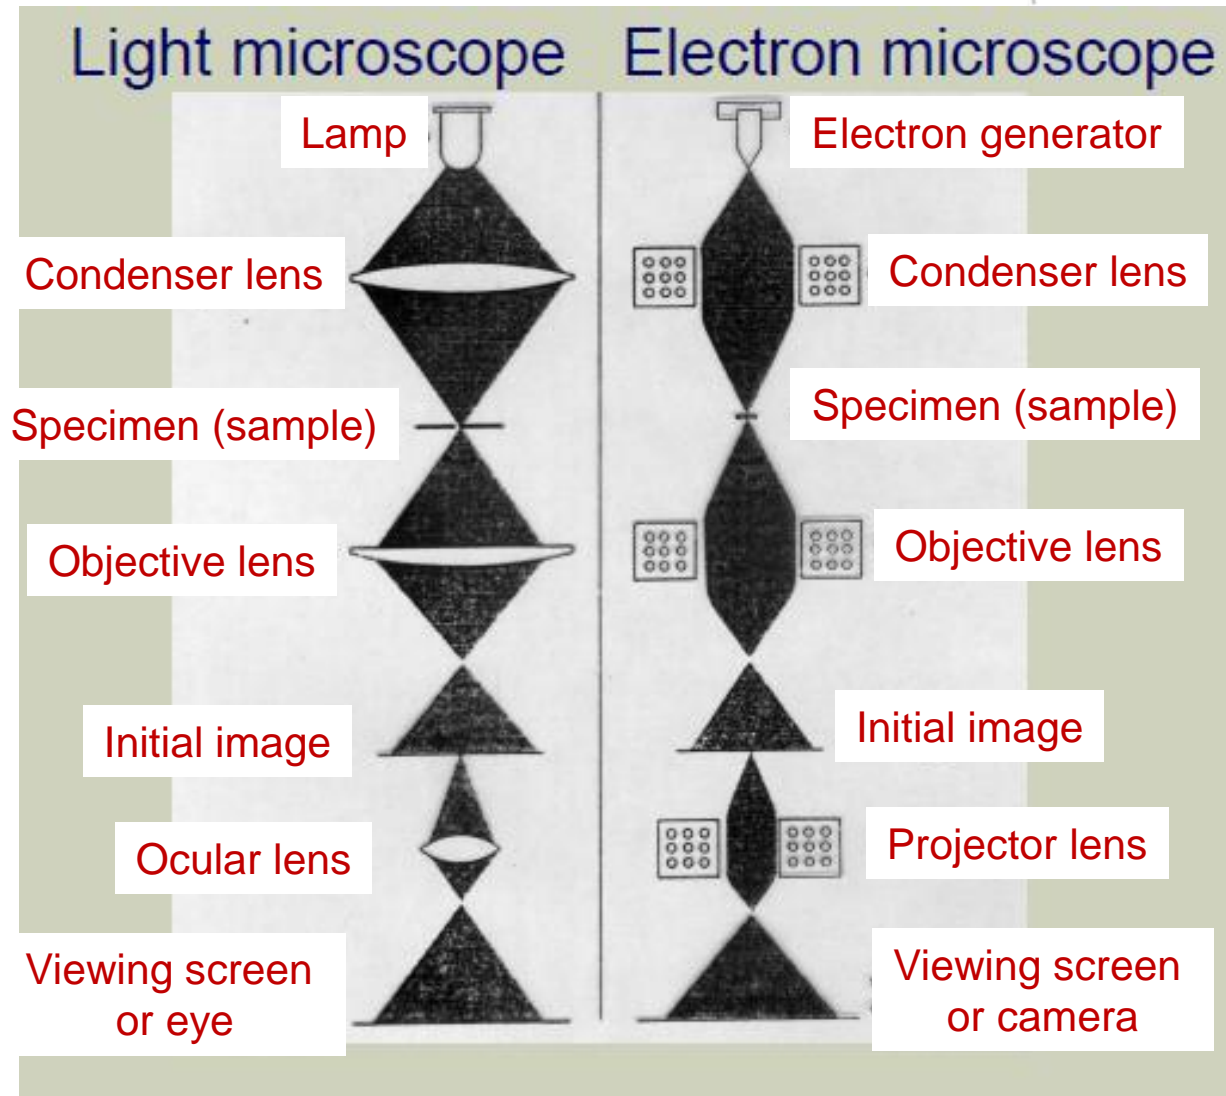 Light microscope
Electron microscope
Lamp
Electron generator
Condenser lens
Condenser lens
Specimen (sample)
Specimen (sample)
Objective lens
Objective lens
Initial image
Initial image
Ocular lens
Projector lens
Viewing screen
or eye
Viewing screen
or camera